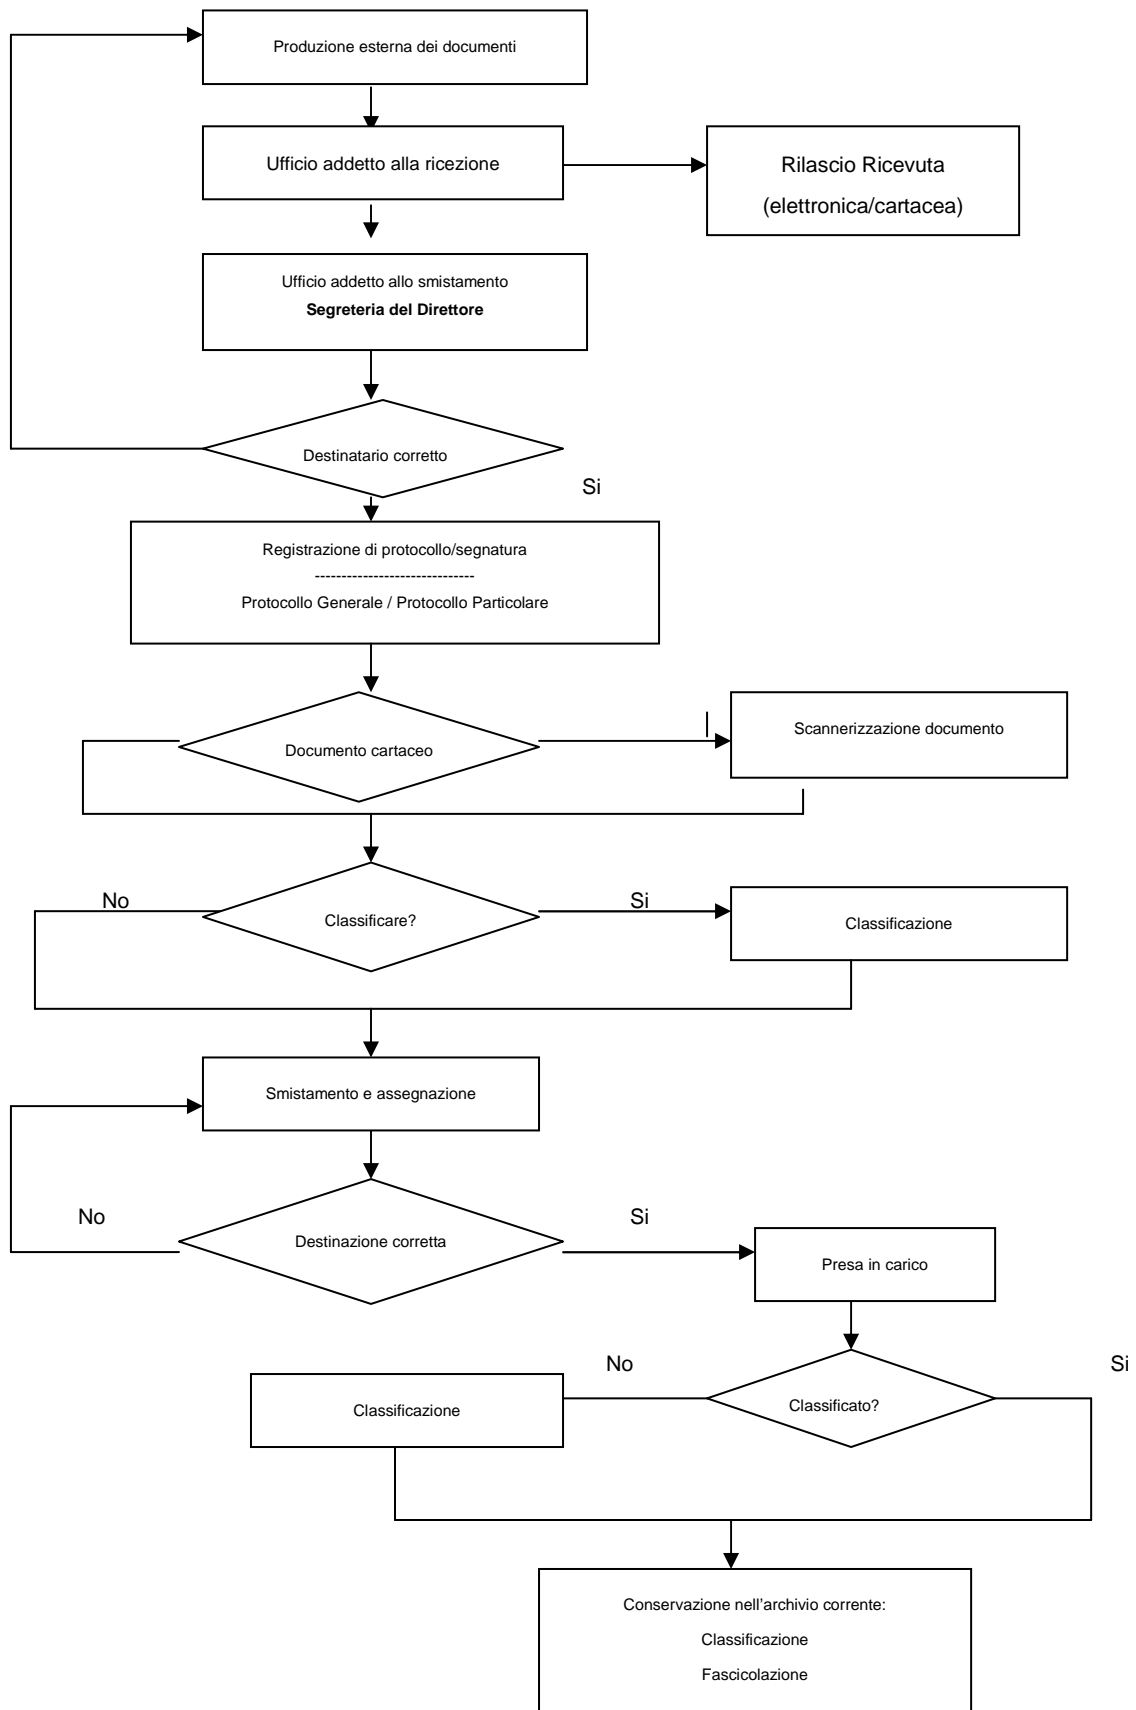 Produzione esterna dei documenti
Ufficio addetto alla ricezione
Rilascio Ricevuta
(elettronica/cartacea)
Ufficio addetto allo smistamento
Segreteria del Direttore
Destinatario corretto
Si
Registrazione di protocollo/segnatura
------------------------------
Protocollo Generale / Protocollo Particolare
Documento cartaceo
Scannerizzazione documento
No
Classificare?
Si
Classificazione
Smistamento e assegnazione
No
Destinazione corretta
Si
Presa in carico
No
Si
Classificazione
Classificato?
Conservazione nell’archivio corrente:
Classificazione
Fascicolazione